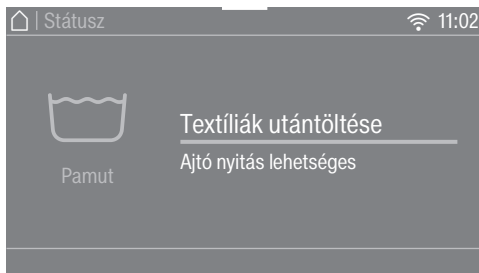 | Státusz 11:02
Textíliák utántöltése
Ajtó nyitás lehetséges
Pamut